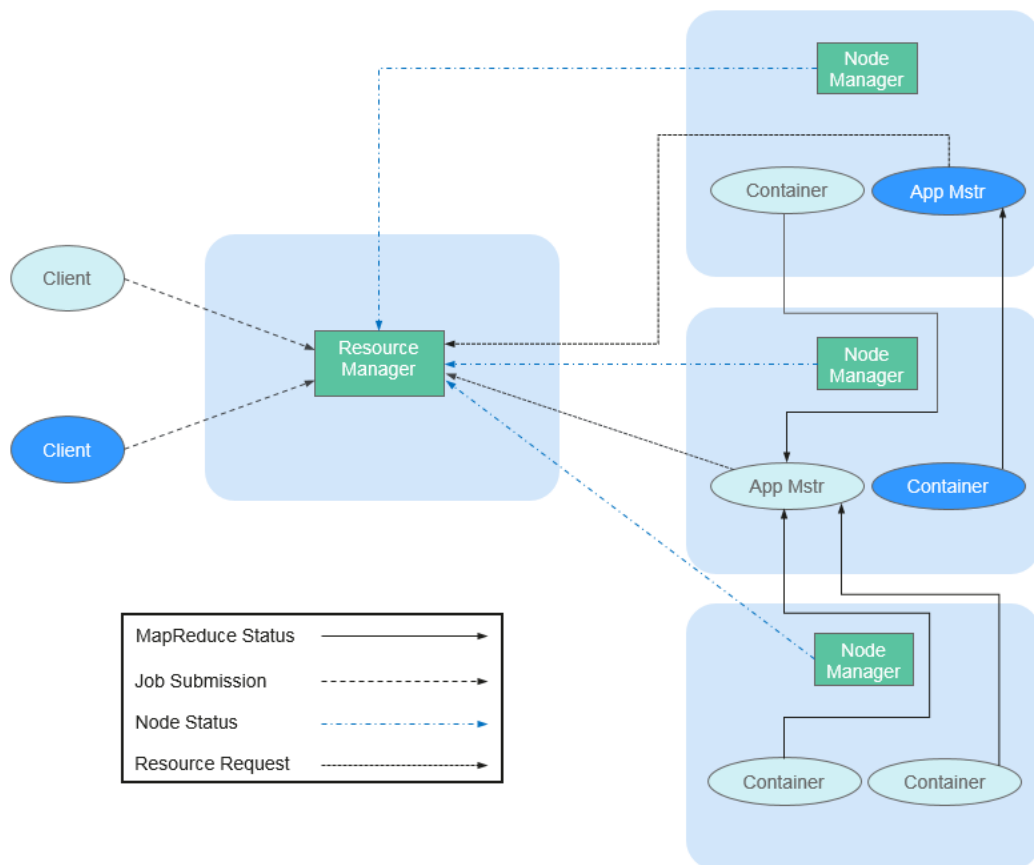 Node
Manager
Container
App Mstr
Client
Resource
Manager
Node
Manager
Client
App Mstr
Container
MapReduce Status
Job Submission
Node Status
Resource Request
Node
Manager
Container
Container